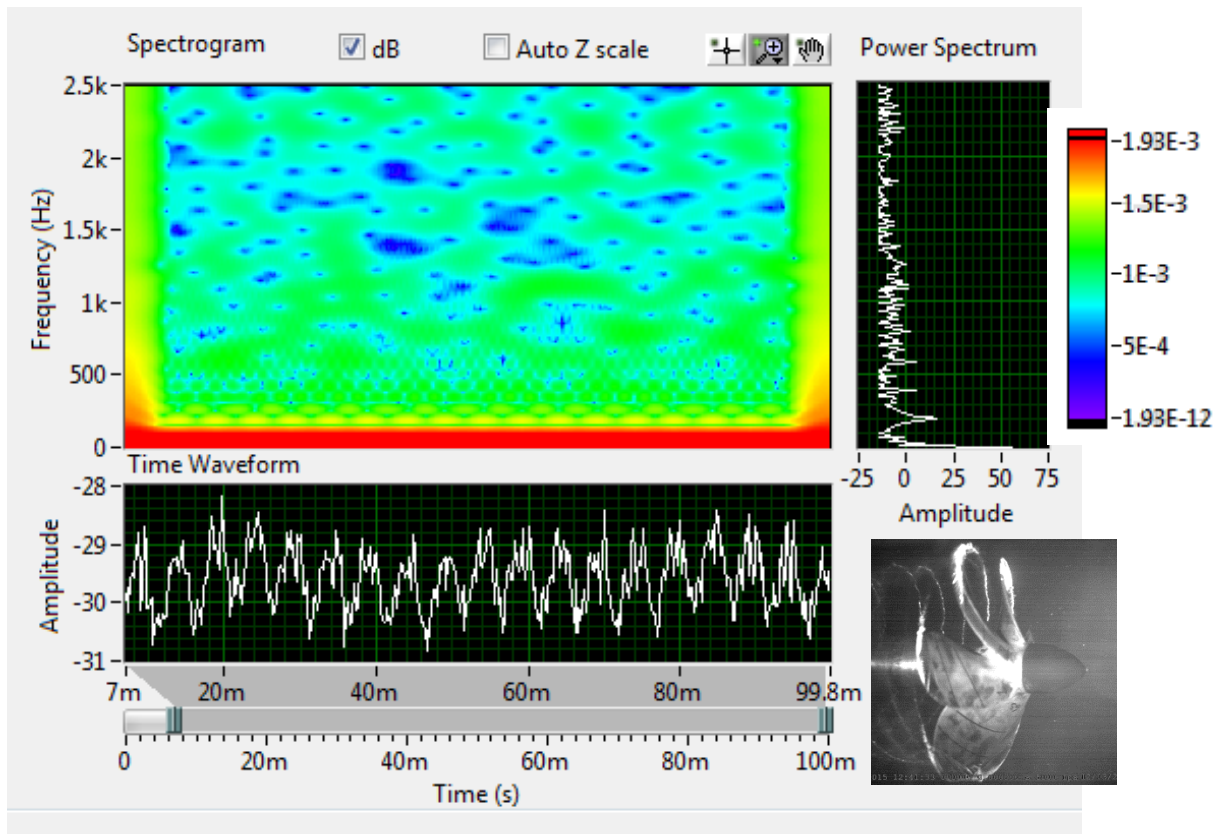 Spectrogram
dB
Auto Z scale
Power Spectrum
Frequency (Hz)
2.5k
2k
1.5k
1k
500
0
-1.93E-3
-1.5E-3
-1E-3
-5E-4
-1.93E-12
-25 0 25 50 75
Amplitude
Time Waveform
Amplitude
-28
-29
-30
-31
7m 20m 40m 60m 80m 99.8m
0 20m 40m 60m 80m 100m
Time (s)